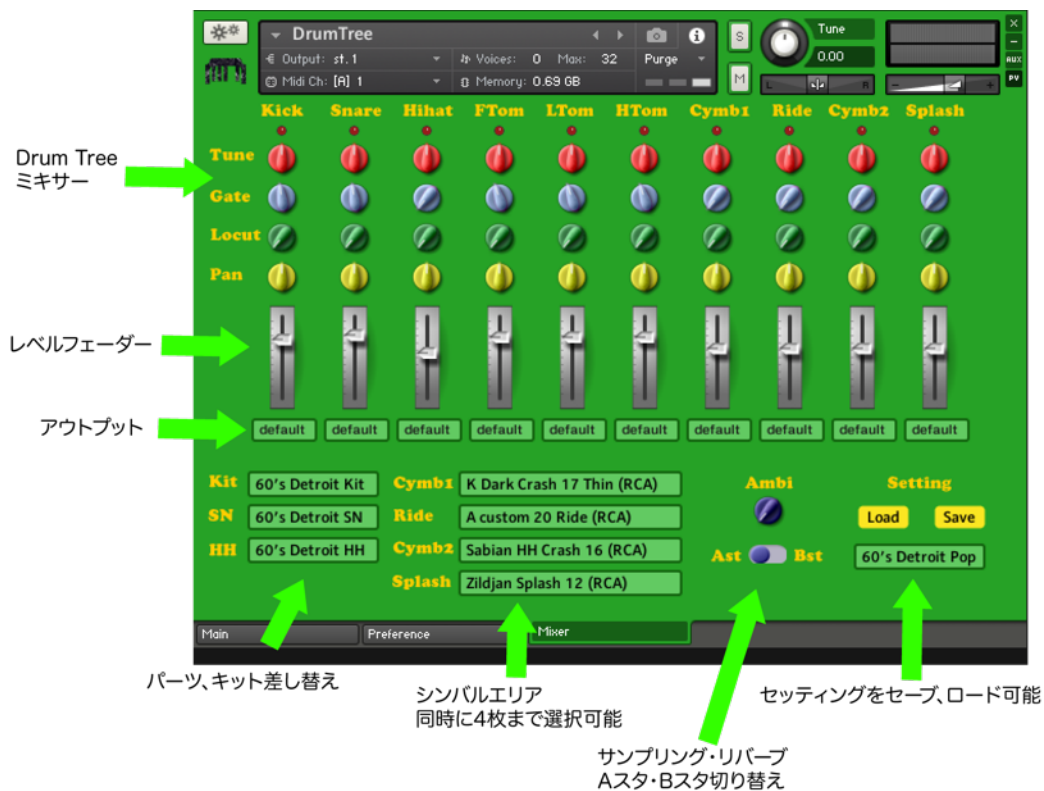 DrumTree
S
Tune
AUX
Output: st. 1
Voices: 0 Max: 32
Purge
0.00
PV
Midi Ch: [A] 1
Memory: 0.69 GB
M
L R
- +
Kick Snare Hihat FTom LTom HTom Cymb1 Ride Cymb2 Splash
Drum Tree
ミキサー
Tune
Gate
Locut
Pan
レベルフェーダー
アウトプット
default default default default default default default default default default
Kit 60's Detroit Kit
SN 60's Detroit SN
HH 60's Detroit HH
Cymb1 K Dark Crash 17 Thin (RCA)
Ride A custom 20 Ride (RCA)
Cymb2 Sabian HH Crash 16 (RCA)
Splash Zildjan Splash 12 (RCA)
Ambi
Ast Bst
Setting
Load Save
60's Detroit Pop
Main Preference Mixer
パーツ、キット差し替え
シンバルエリア
同時に4枚まで選択可能
サンプリング・リバーブ
Aスタ・Bスタ切り替え
セッティングをセーブ、ロード可能